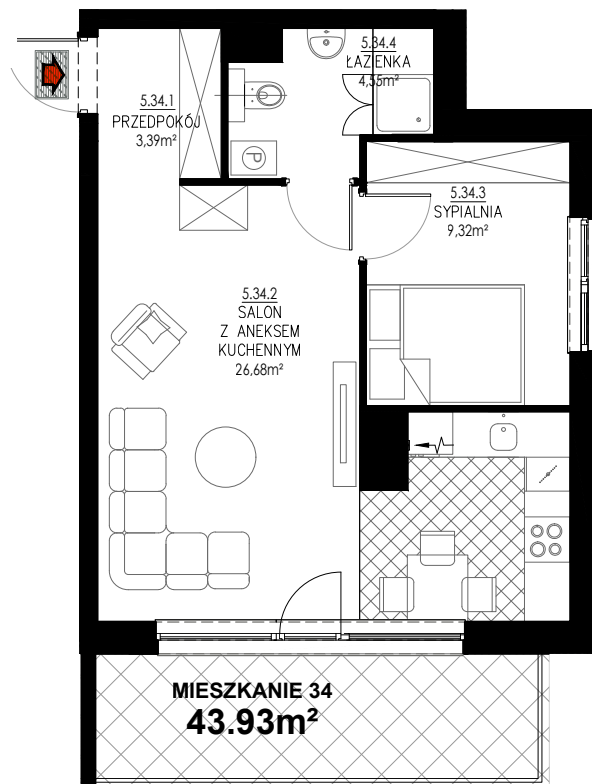 5.34.1
PRZEDPOKÓJ
3,39m²
5.34.4
ŁAZIENKA
4,55m²
P
5.34.3
SYPIALNIA
9,32m²
5.34.2
SALON
Z ANEKSEM
KUCHENNYM
26,68m²
MIESZKANIE 34
43.93m²